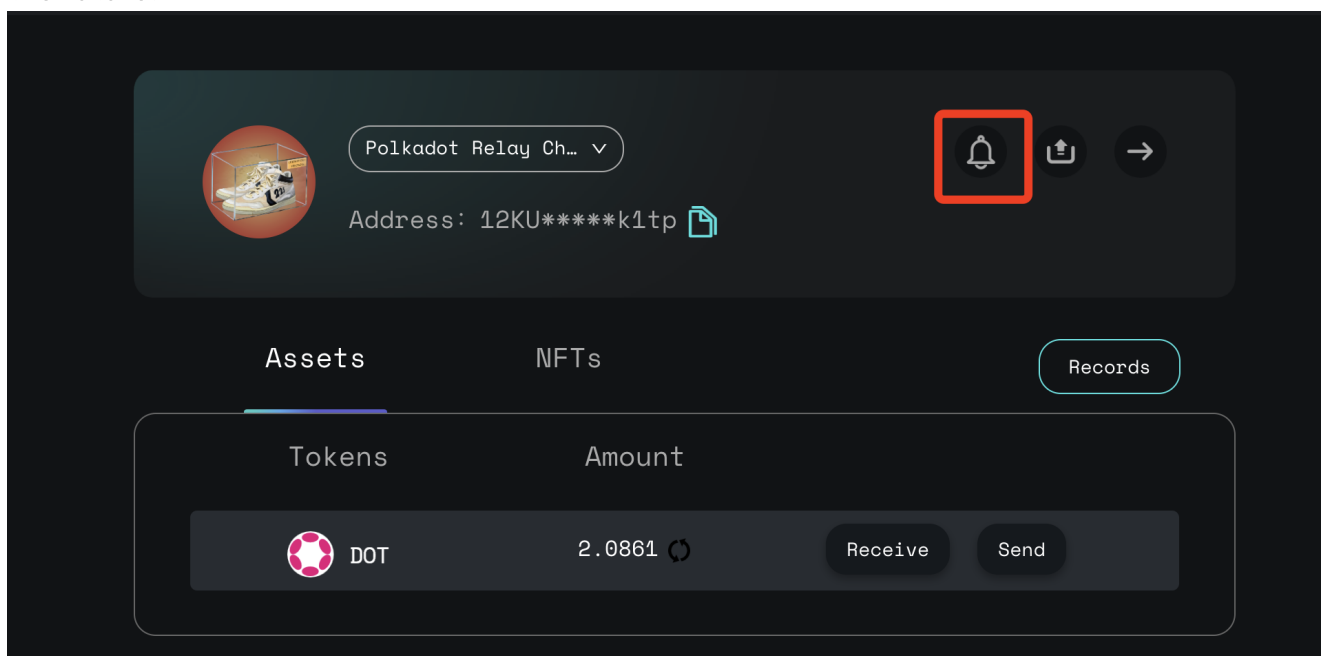 Polkadot Relay Ch…
Address: 12KU*****k1tp
Assets NFTs Records
Tokens Amount
DOT 2.0861 Receive Send